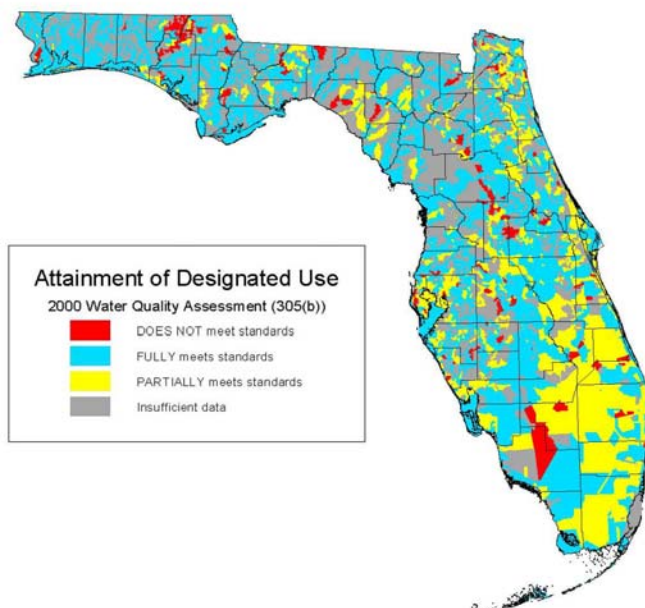 Attainment of Designated Use
2000 Water Quality Assessment (305(b))
DOES NOT meet standards
FULLY meets standards
PARTIALLY meets standards
Insufficient data